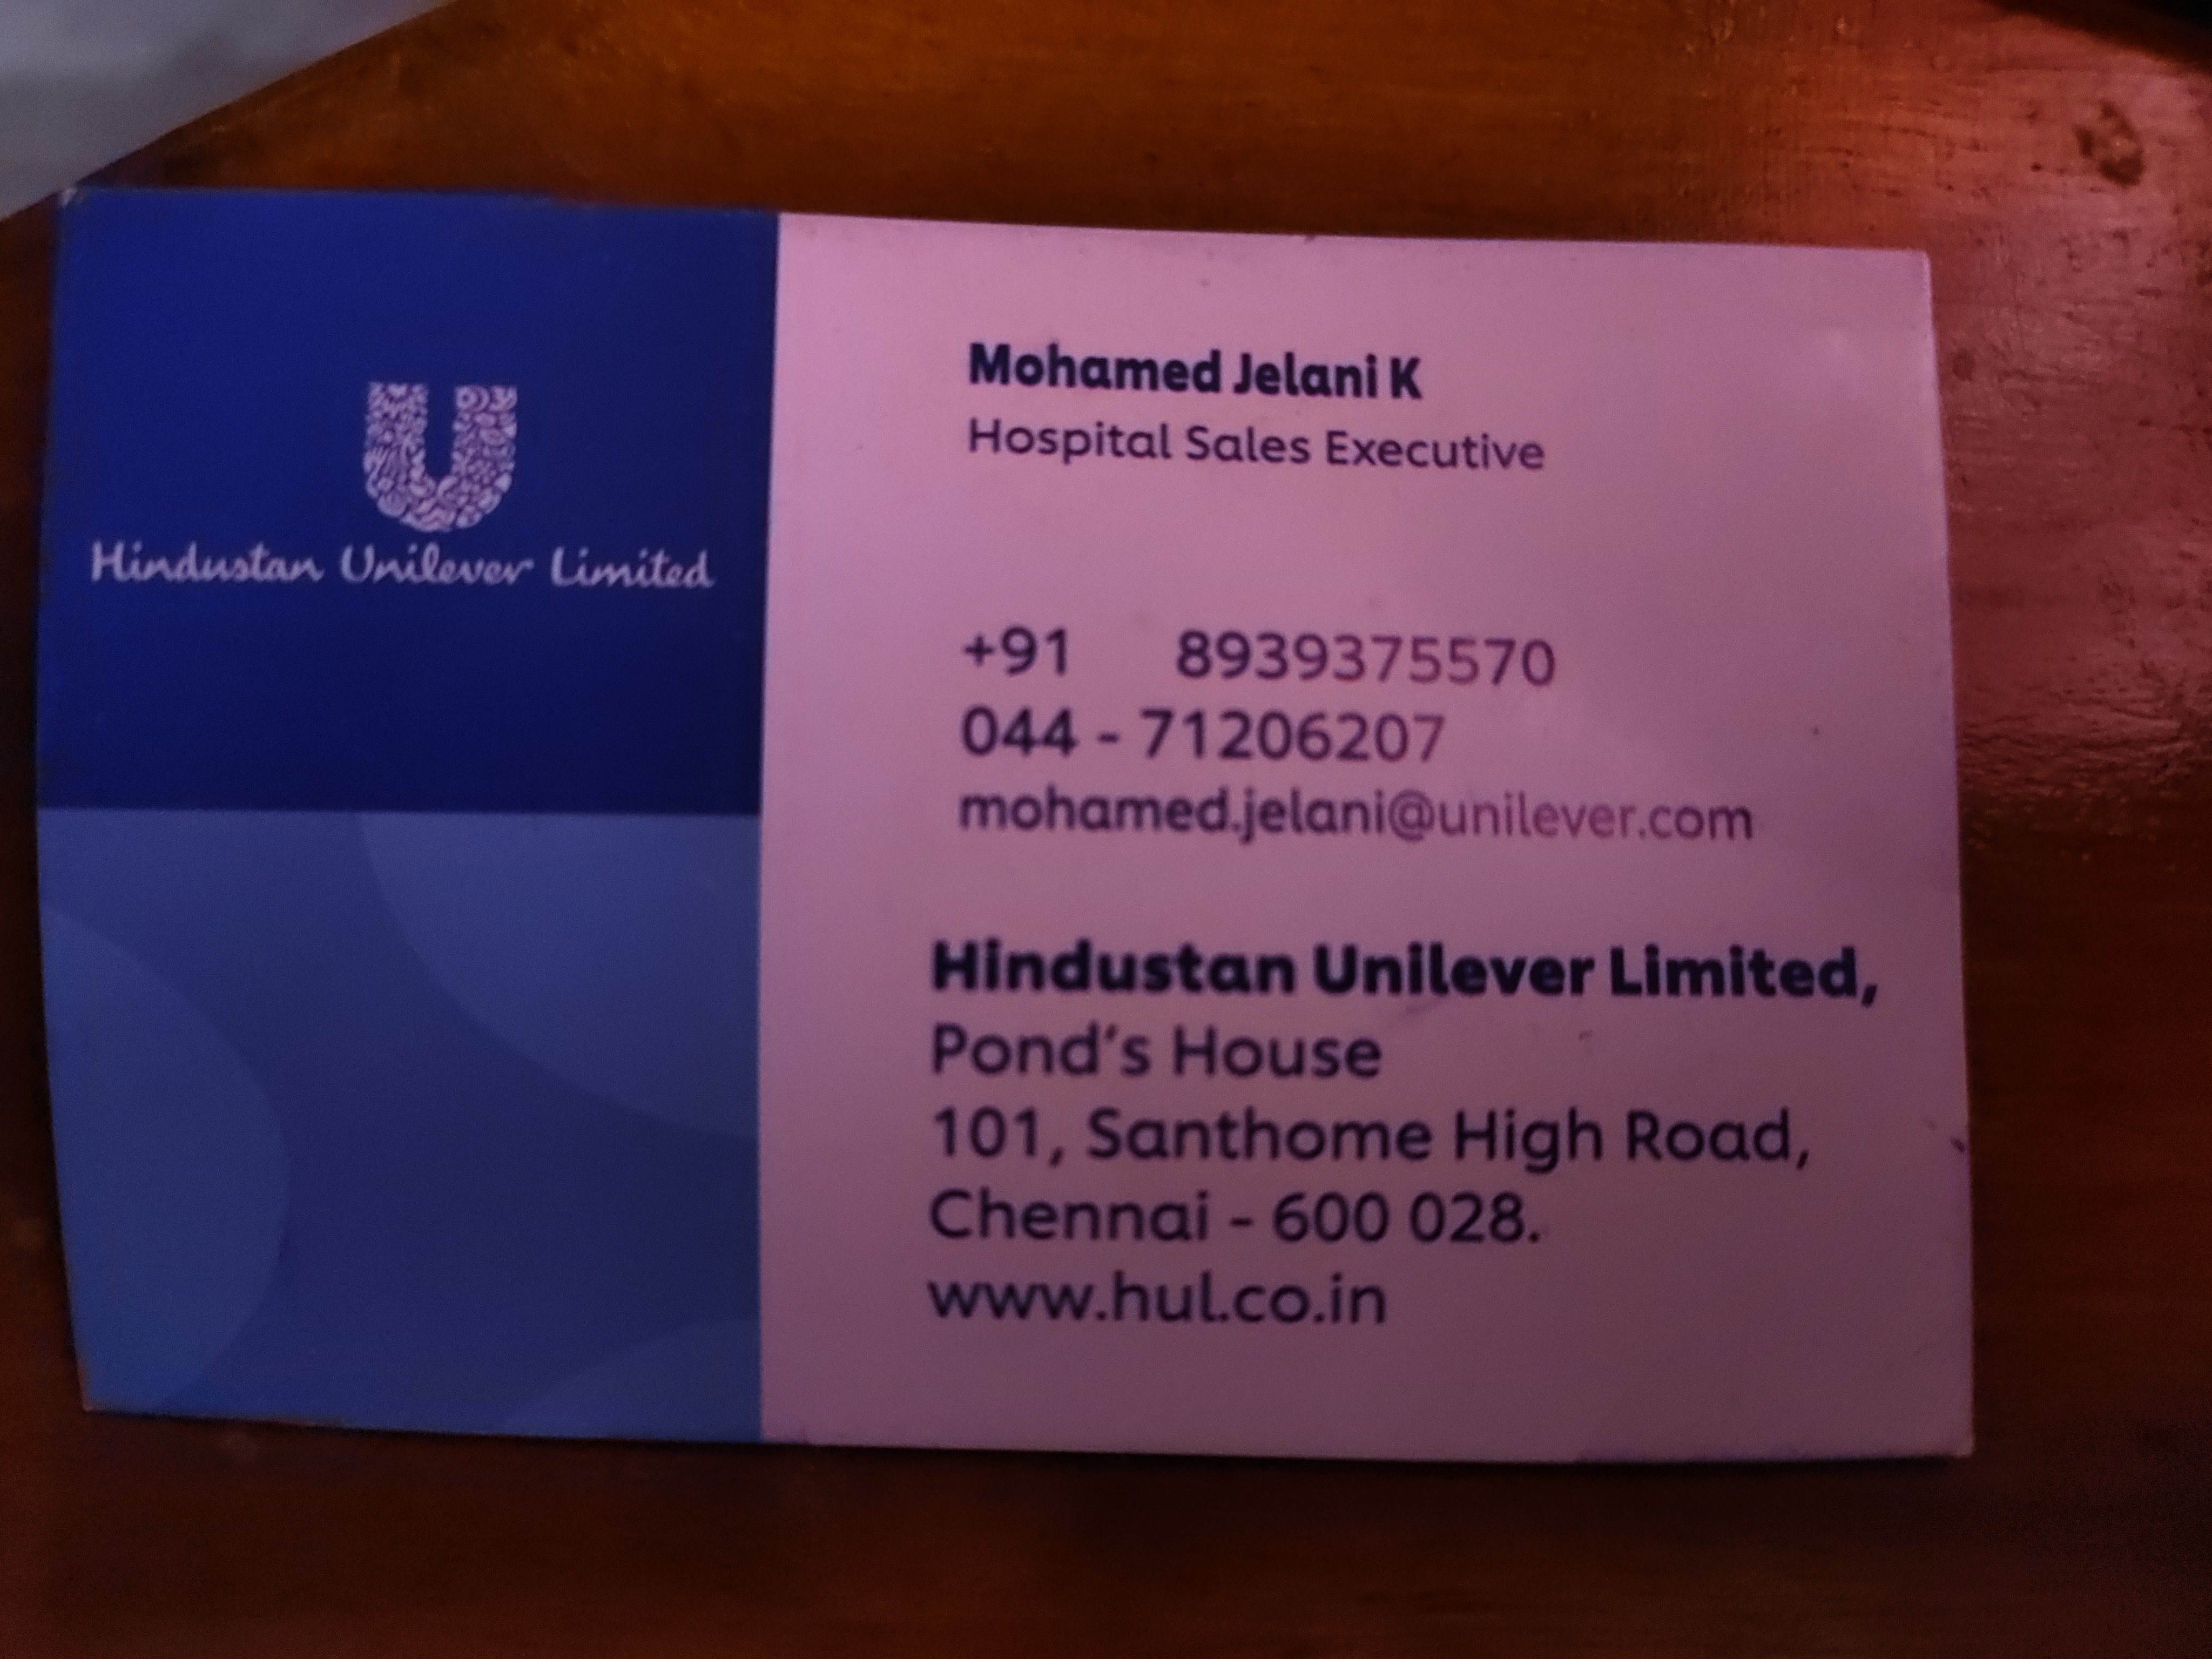 Hindustan Unilever Limited
Mohamed Jelani K
Hospital Sales Executive
+91 8939375570
044 - 71206207
mohamed.jelani@unilever.com
Hindustan Unilever Limited,
Pond's House
101, Santhome High Road,
Chennai - 600 028.
www.hul.co.in